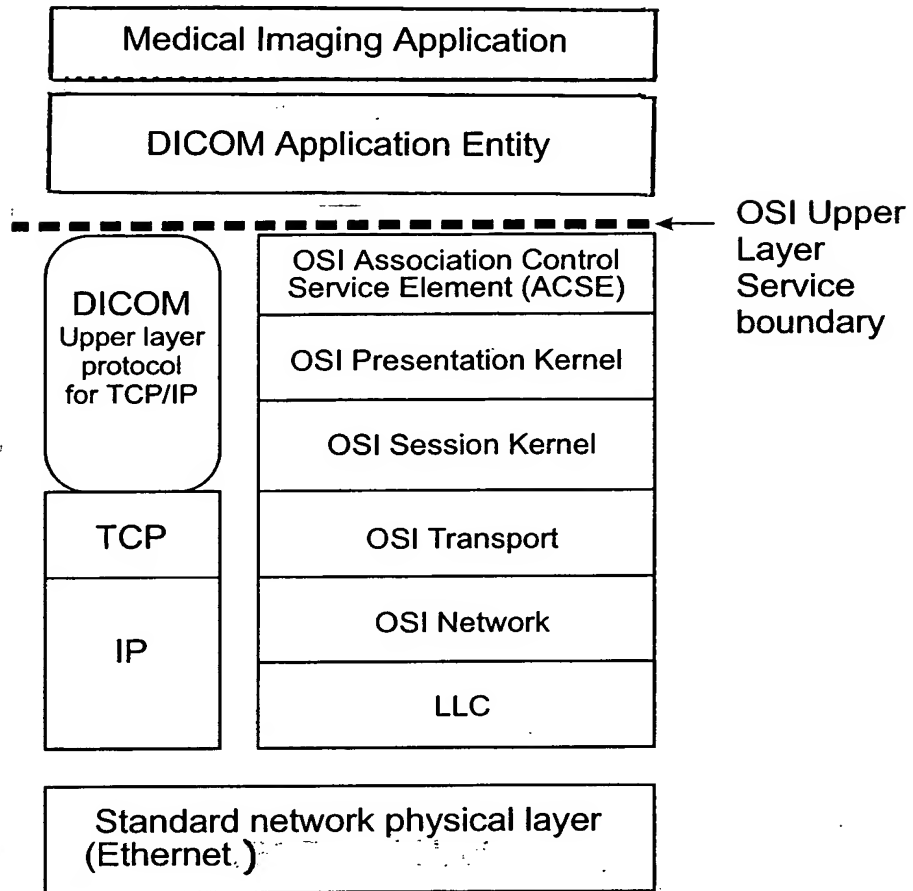 Medical Imaging Application
DICOM Application Entity
OSI Upper
Layer
Service
boundary
DICOM
Upper layer
protocol
for TCP/IP
TCP
IP
OSI Association Control
Service Element (ACSE)
OSI Presentation Kernel
OSI Session Kernel
OSI Transport
OSI Network
LLC
Standard network physical layer
(Ethernet.)